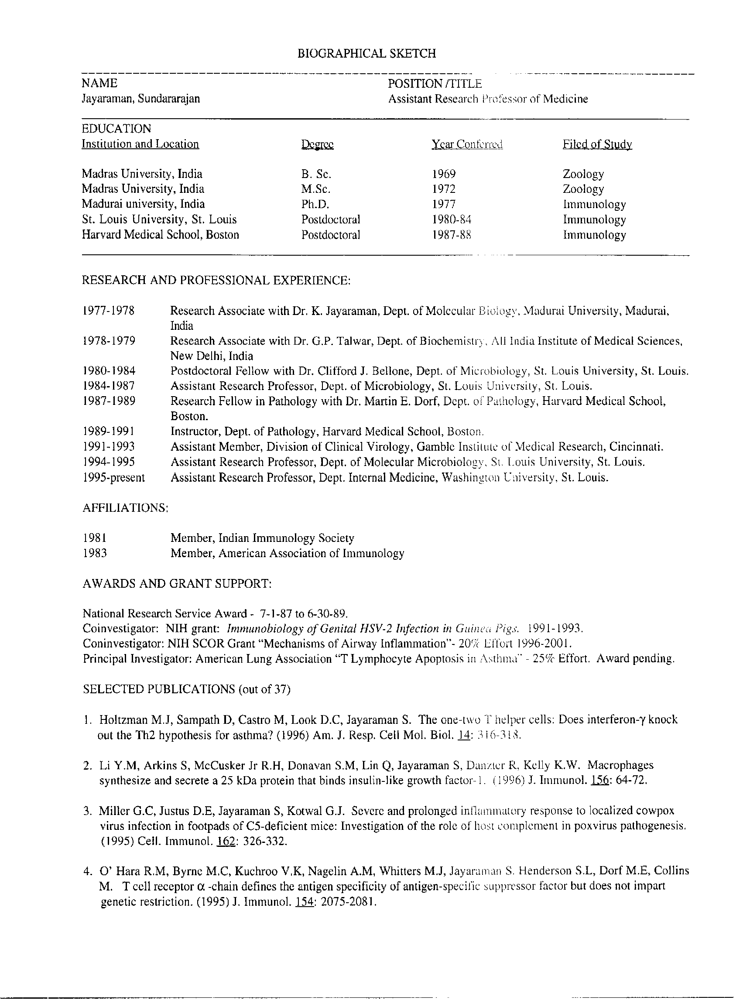 BIOGRAPHICAL SKETCH
NAME POSITION /TITLE
Jayaraman, Sundararajan Assistant Research Professor of Medicine
EDUCATION
Institution and Location Degree Year Conferred Filed of Study
Madras University, India B. Sc. 1969 Zoology
Madras University, India M.Sc. 1972 Zoology
Madurai university, India Ph.D. 1977 Immunology
St. Louis University, St. Louis Postdoctoral 1980-84 Immunology
Harvard Medical School, Boston Postdoctoral 1987-88 Immunology
RESEARCH AND PROFESSIONAL EXPERIENCE:
1977-1978 Research Associate with Dr. K. Jayaraman, Dept. of Molecular Biology, Madurai University, Madurai,
India
1978-1979 Research Associate with Dr. G.P. Talwar, Dept. of Biochemistry, All India Institute of Medical Sciences,
New Delhi, India
1980-1984 Postdoctoral Fellow with Dr. Clifford J. Bellone, Dept. of Microbiology, St. Louis University, St. Louis.
1984-1987 Assistant Research Professor, Dept. of Microbiology, St. Louis University, St. Louis.
1987-1989 Research Fellow in Pathology with Dr. Martin E. Dorf, Dept. of Pathology, Harvard Medical School,
Boston.
1989-1991 Instructor, Dept. of Pathology, Harvard Medical School, Boston.
1991-1993 Assistant Member, Division of Clinical Virology, Gamble Institute of Medical Research, Cincinnati.
1994-1995 Assistant Research Professor, Dept. of Molecular Microbiology, St. Louis University, St. Louis.
1995-present Assistant Research Professor, Dept. Internal Medicine, Washington University, St. Louis.
AFFILIATIONS:
1981 Member, Indian Immunology Society
1983 Member, American Association of Immunology
AWARDS AND GRANT SUPPORT:
National Research Service Award - 7-1-87 to 6-30-89.
Coinvestigator: NIH grant: Immunobiology of Genital HSV-2 Infection in Guinea Pigs. 1991-1993.
Coninvestigator: NIH SCOR Grant “Mechanisms of Airway Inflammation”- 20% Effort 1996-2001.
Principal Investigator: American Lung Association “T Lymphocyte Apoptosis in Asthma” - 25% Effort. Award pending.
SELECTED PUBLICATIONS (out of 37)
1. Holtzman M.J, Sampath D, Castro M, Look D.C, Jayaraman S. The one-two T helper cells: Does interferon-γ knock
out the Th2 hypothesis for asthma? (1996) Am. J. Resp. Cell Mol. Biol. 14: 316-318.
2. Li Y.M, Arkins S, McCusker Jr R.H, Donavan S.M, Lin Q, Jayaraman S, Dantzer R, Kelly K.W. Macrophages
synthesize and secrete a 25 kDa protein that binds insulin-like growth factor-1. (1996) J. Immunol. 156: 64-72.
3. Miller G.C, Justus D.E, Jayaraman S, Kotwal G.J. Severe and prolonged inflammatory response to localized cowpox
virus infection in footpads of C5-deficient mice: Investigation of the role of host complement in poxvirus pathogenesis.
(1995) Cell. Immunol. 162: 326-332.
4. O' Hara R.M, Byrne M.C, Kuchroo V.K, Nagelin A.M, Whitters M.J, Jayaraman S. Henderson S.L, Dorf M.E, Collins
M. T cell receptor α -chain defines the antigen specificity of antigen-specific suppressor factor but does not impart
genetic restriction. (1995) J. Immunol. 154: 2075-2081.